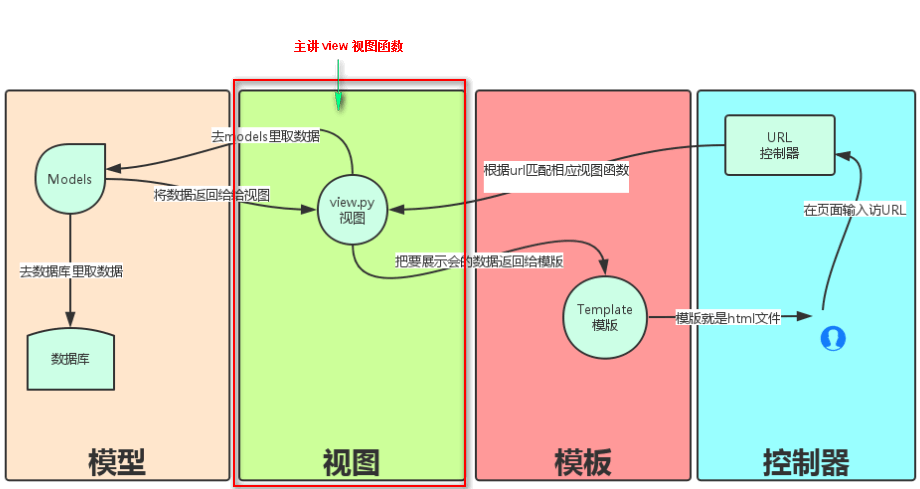 主讲 view 视图函数
去models里取数据
Models
将数据返回给给视图
view.py
视图
根据url匹配相应视图函数
URL
控制器
在页面输入访URL
去数据库里取数据
把要展示会的数据返回给模版
Template
模版
模版就是html文件
数据库
模型
视图
模板
控制器